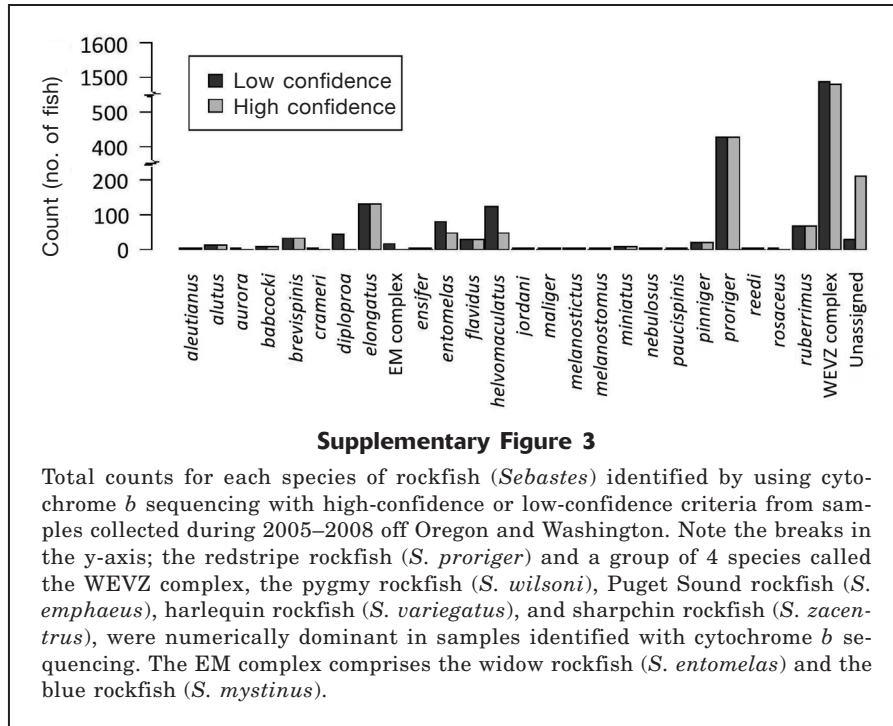 1600
1500
500
400
200
100
0
Count (no. of fish)
Low confidence
High confidence
aleutianus
alutus
aurora
babcocki
brevispinis
crameri
diploproa
elongatus
EM complex
ensifer
entomelas
flavidus
helvomaculatus
jordani
maliger
melanostictus
melanostomus
miniatus
nebulosus
paucispinis
pinniger
proriger
reedi
rosaceus
ruberrimus
WEVZ complex
Unassigned
Supplementary Figure 3
Total counts for each species of rockfish (Sebastes) identified by using cyto-
chrome b sequencing with high-confidence or low-confidence criteria from sam-
ples collected during 2005–2008 off Oregon and Washington. Note the breaks in
the y-axis; the redstripe rockfish (S. proriger) and a group of 4 species called
the WEVZ complex, the pygmy rockfish (S. wilsoni), Puget Sound rockfish (S.
emphaeus), harlequin rockfish (S. variegatus), and sharpchin rockfish (S. zacen-
trus), were numerically dominant in samples identified with cytochrome b se-
quencing. The EM complex comprises the widow rockfish (S. entomelas) and the
blue rockfish (S. mystinus).